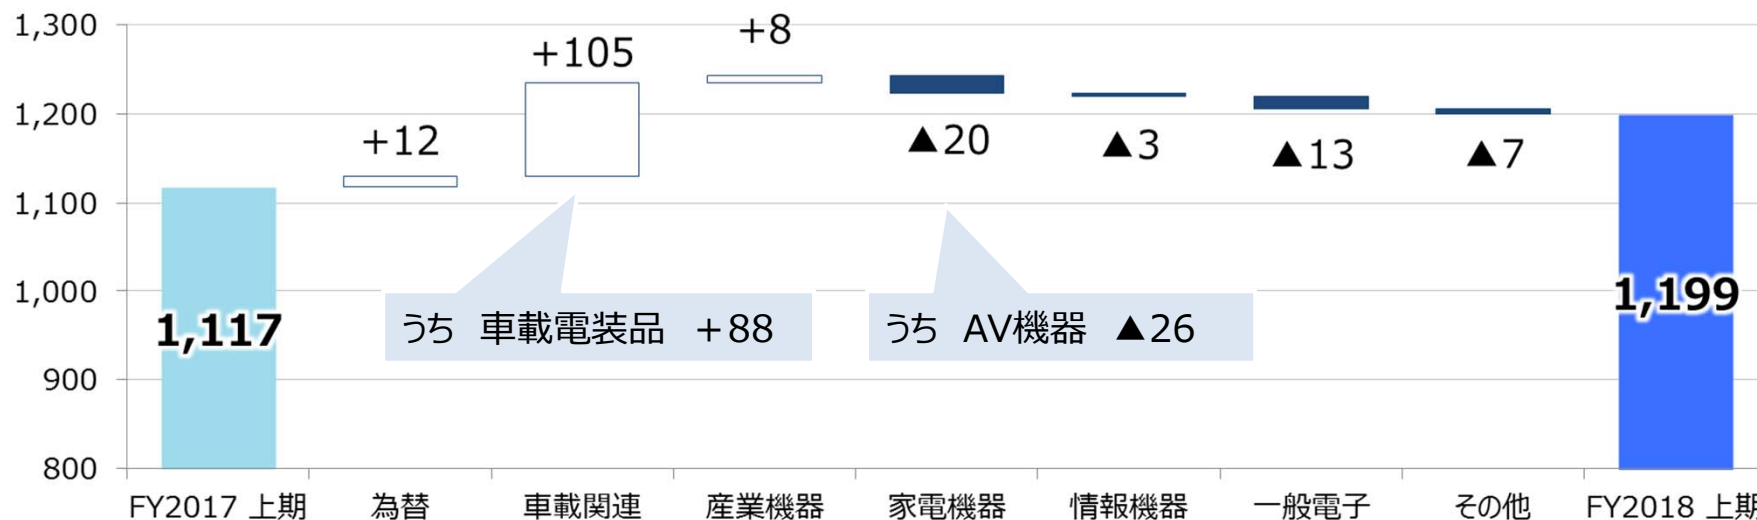 1,300
1,200
1,100
1,000
900
800
+12
+105
+8
▲20
▲3
▲13
▲7
1,117
うち 車載電装品 +88
うち AV機器 ▲26
1,199
FY2017 上期
為替
車載関連
産業機器
家電機器
情報機器
一般電子
その他
FY2018 上期